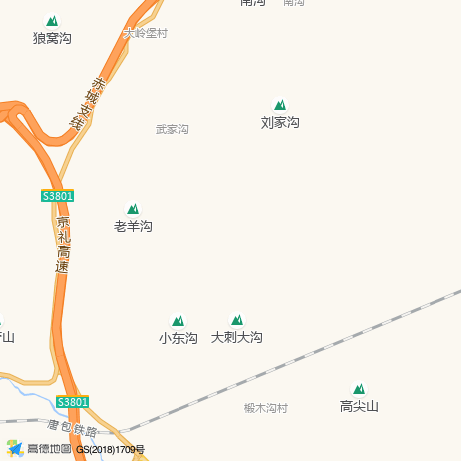 南沟
南沟
大岭堡村
狼窝沟
赤城支线
刘家沟
武家沟
S3801
老羊沟
京礼高速
小东沟
大刺大沟
山
高尖山
S3801
椴木沟村
唐包铁路
高德地图 GS(2018)1709号